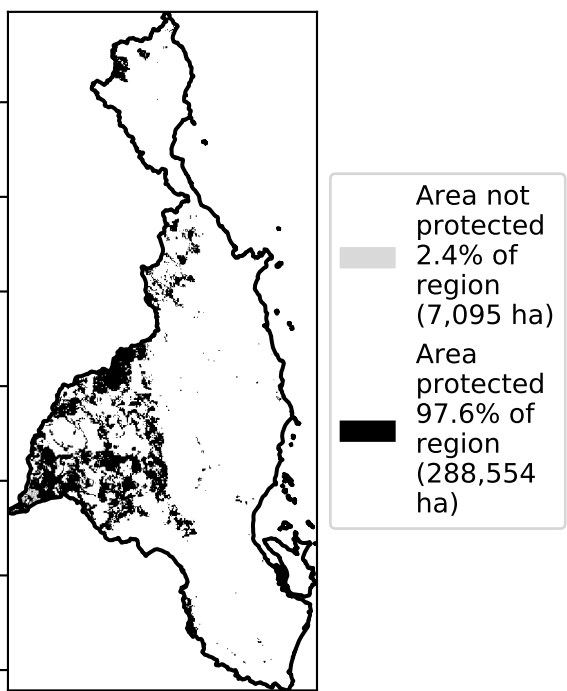 Area not
protected
2.4% of
region
(7,095 ha)
Area
protected
97.6% of
region
(288,554
ha)